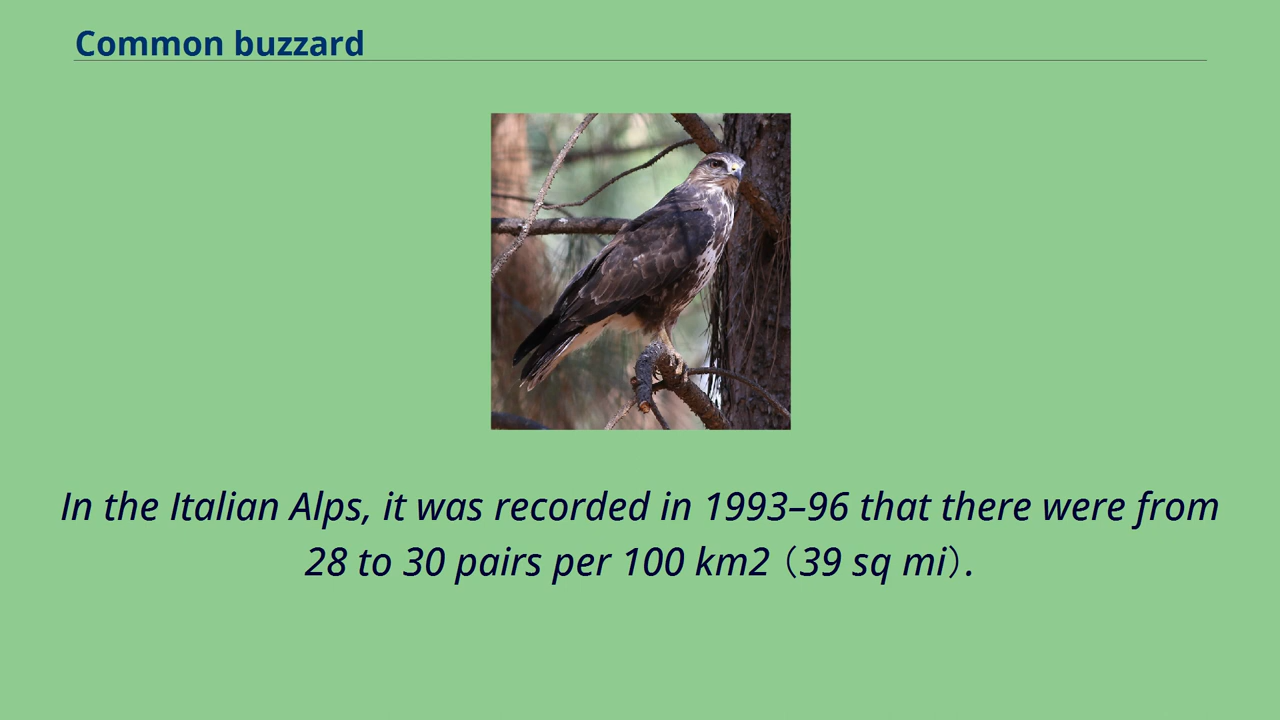 Common buzzard
In the Italian Alps, it was recorded in 1993–96 that there were from
28 to 30 pairs per 100 km2（39 sq mi）.